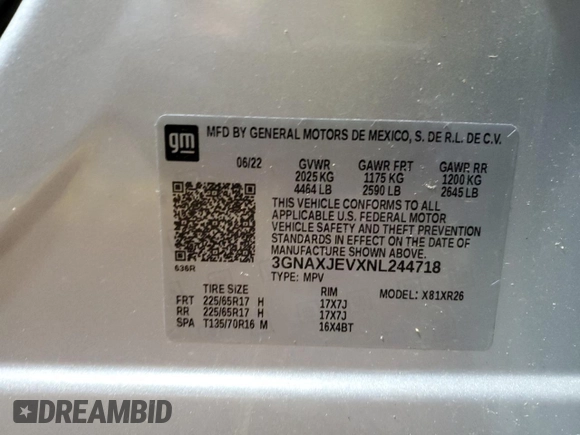 gm
MFD BY GENERAL MOTORS DE MEXICO, S. DE R.L. DE C.V.
06/22 GVWR GAWR FRT GAWR RR
2025 KG 1175 KG 1200 KG
4464 LB 2590 LB 2645 LB
THIS VEHICLE CONFORMS TO ALL
APPLICABLE U.S. FEDERAL MOTOR
VEHICLE SAFETY AND THEFT PREVENTION
STANDARDS IN EFFECT ON THE DATE OF
MANUFACTURE SHOWN ABOVE.
3GNAXJEVXNL244718
636R
TYPE: MPV
MODEL: X81XR26
TIRE SIZE RIM
FRT 225/65R17 H 17X7J
RR 225/65R17 H 17X7J
SPA T135/70R16 M 16X4BT
DREAMBID